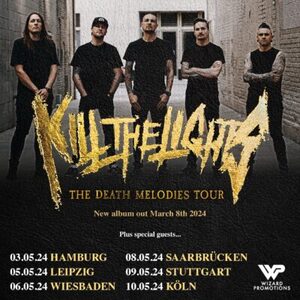 KILL THE LIGHTS
THE DEATH MELODIES TOUR
New album out March 8th 2024
Plus special guests...
03.05.24 HAMBURG
05.05.24 LEIPZIG
06.05.24 WIESBADEN
08.05.24 SAARBRÜCKEN
09.05.24 STUTTGART
10.05.24 KÖLN
WP
WIZARD
PROMOTIONS